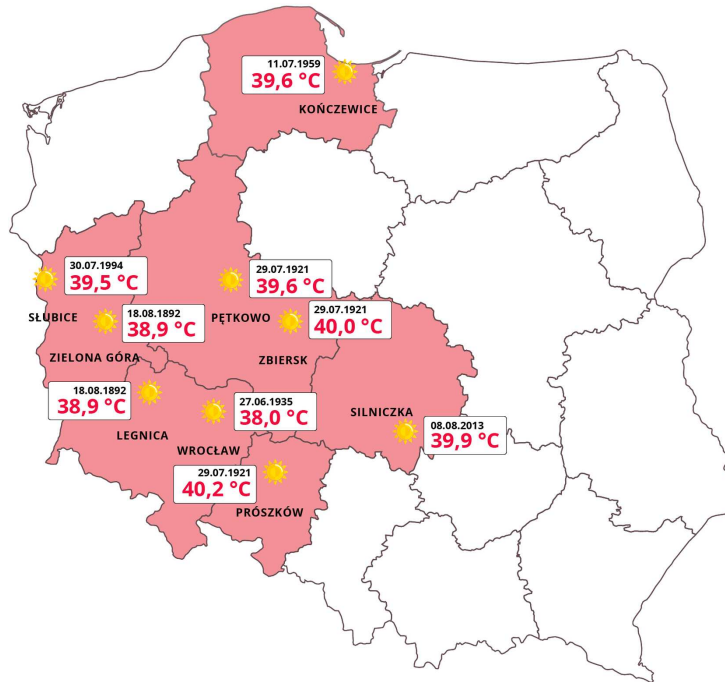 11.07.1959
39,6 °C
KOŃCZEWICE
30.07.1994
39,5 °C
SŁUBICE
29.07.1921
39,6 °C
PĘTKOWO
18.08.1892
38,9 °C
ZIELONA GÓRA
29.07.1921
40,0 °C
ZBIERSK
18.08.1892
38,9 °C
LEGNICA
27.06.1935
38,0 °C
WROCŁAW
SILNICZKA
08.08.2013
39,9 °C
29.07.1921
40,2 °C
PRÓSZKÓW